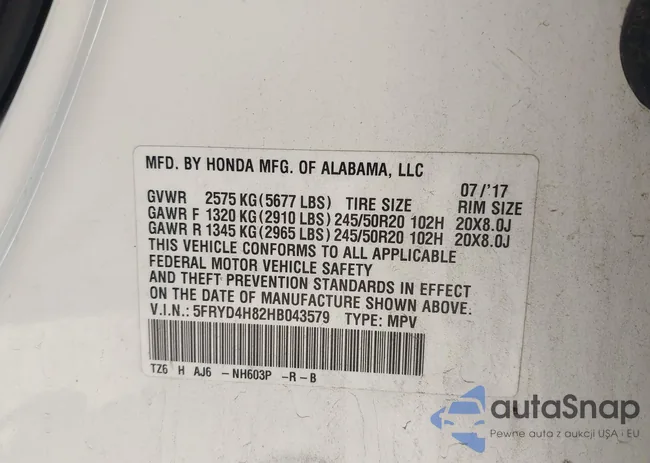 MFD. BY HONDA MFG. OF ALABAMA, LLC
07/'17
GVWR 2575 KG(5677 LBS) TIRE SIZE RIM SIZE
GAWR F 1320 KG(2910 LBS) 245/50R20 102H 20X8.0J
GAWR R 1345 KG(2965 LBS) 245/50R20 102H 20X8.0J
THIS VEHICLE CONFORMS TO ALL APPLICABLE
FEDERAL MOTOR VEHICLE SAFETY
AND THEFT PREVENTION STANDARDS IN EFFECT
ON THE DATE OF MANUFACTURE SHOWN ABOVE.
V.I.N.: 5FRYD4H82HB043579 TYPE: MPV
TZ6 H AJ6 -NH603P -R-B
autaSnap
Pewne auta z aukcji USA i EU